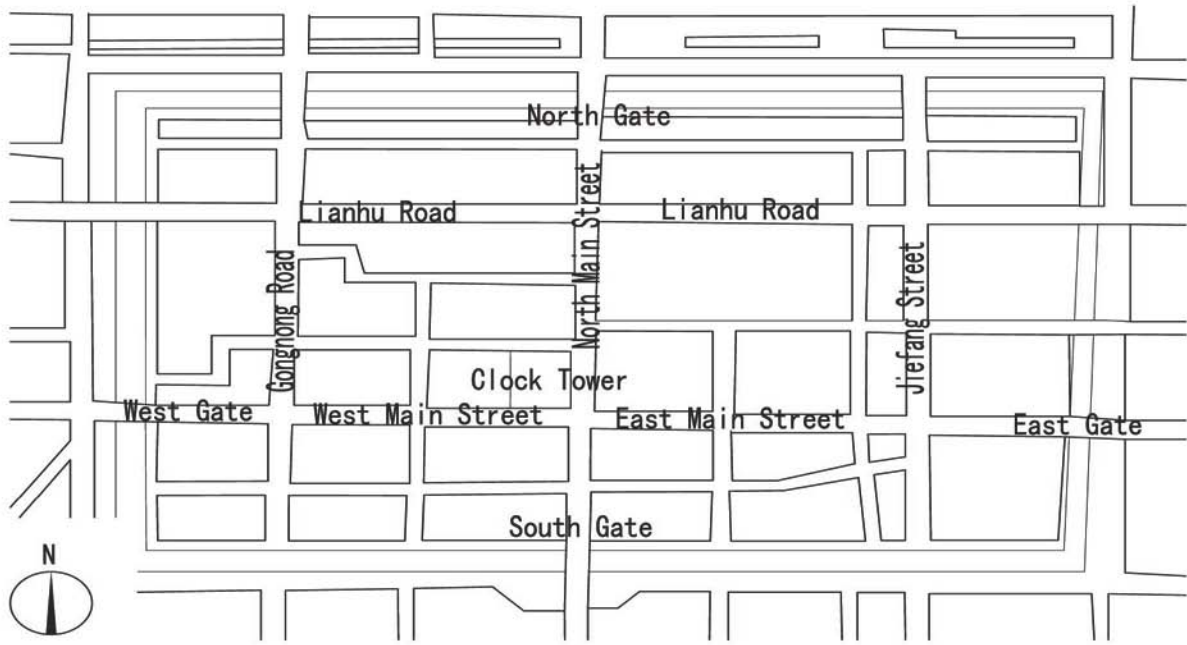 North Gate
Lianhu Road
Lianhu Road
North Main Street
Gongnong Road
Jiefang Street
Clock Tower
West Gate
West Main Street
East Main Street
East Gate
South Gate
N